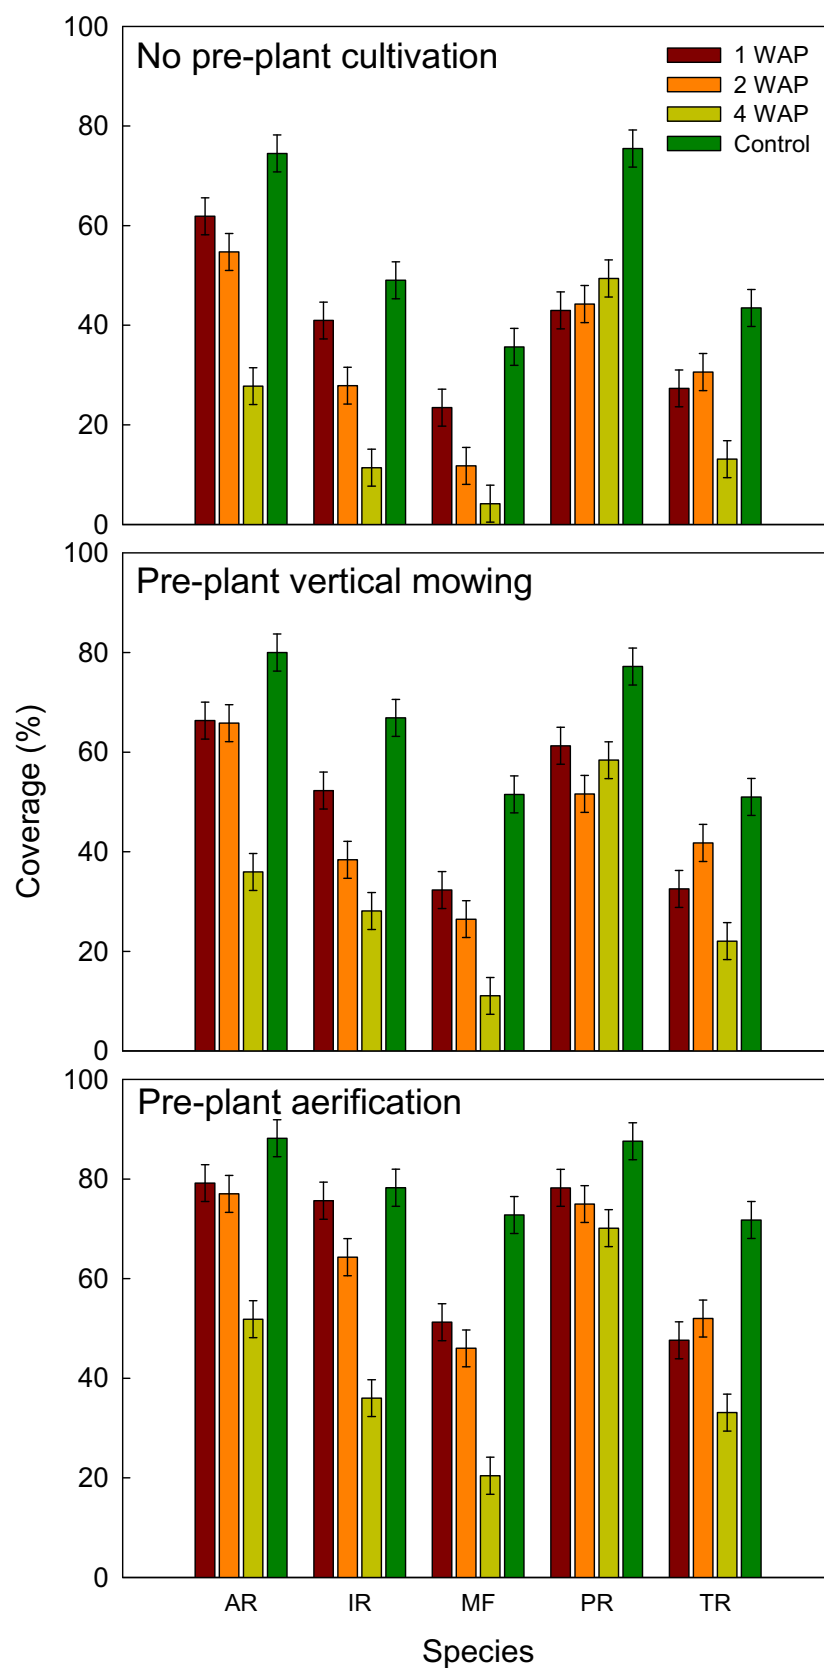 No pre-plant cultivation
1 WAP
2 WAP
4 WAP
Control
100
80
60
40
20
0
Pre-plant vertical mowing
100
80
60
40
20
0
Coverage (%)
Pre-plant aerification
100
80
60
40
20
0
AR IR MF PR TR
Species